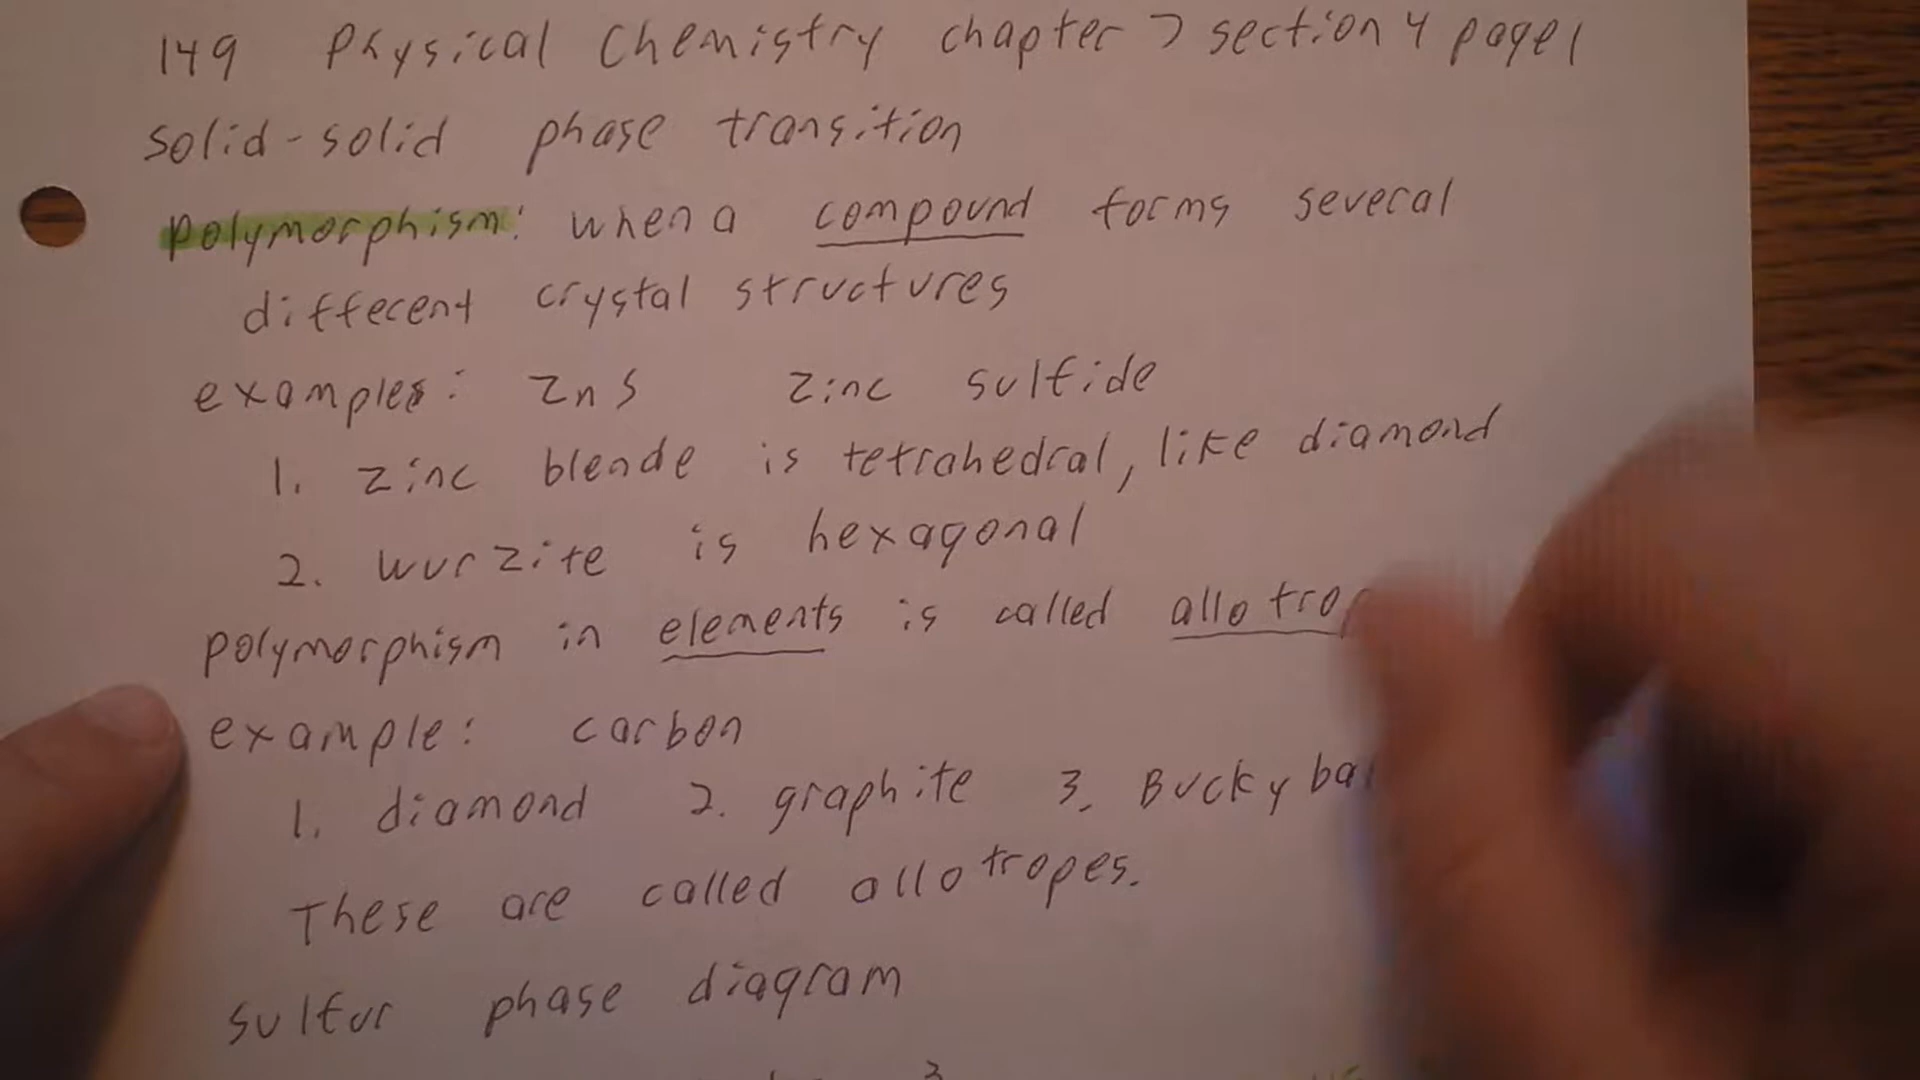 149 Physical Chemistry chapter 7 section 4 page 1
solid-solid phase transition
polymorphism: when a compound forms several
different crystal structures
examples: ZnS zinc sulfide
1. zinc blende is tetrahedral, like diamond
2. wurzite is hexagonal
polymorphism in elements is called
example: carbon
1. diamond 2. graphite 3.
These are called allotropes.
sulfur phase diagram